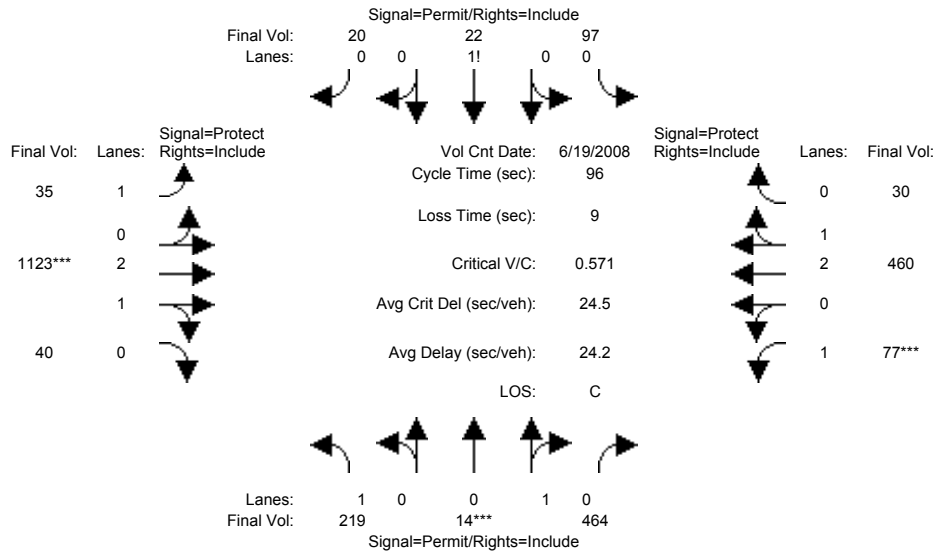 Signal=Permit/Rights=Include
Final Vol: 20 22 97
Lanes: 0 0 1! 0 0
Signal=Protect
Final Vol: Lanes: Rights=Include
Vol Cnt Date: 6/19/2008
Signal=Protect
Rights=Include Lanes: Final Vol:
Cycle Time (sec): 96
35 1
0 30
Loss Time (sec): 9
0
1
1123*** 2
Critical V/C: 0.571
2 460
1
Avg Crit Del (sec/veh): 24.5
0
40 0
Avg Delay (sec/veh): 24.2
1 77***
LOS: C
Lanes: 1 0 0 1 0
Final Vol: 219 14*** 464
Signal=Permit/Rights=Include